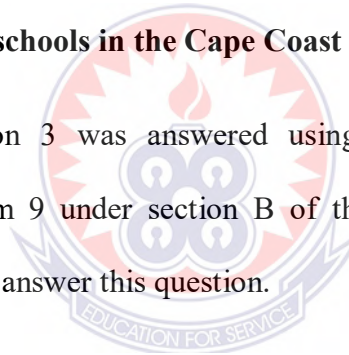 schools in the Cape Coast
on 3 was answered using
m 9 under section B of th
answer this question.
EDUCATION FOR SERVICE